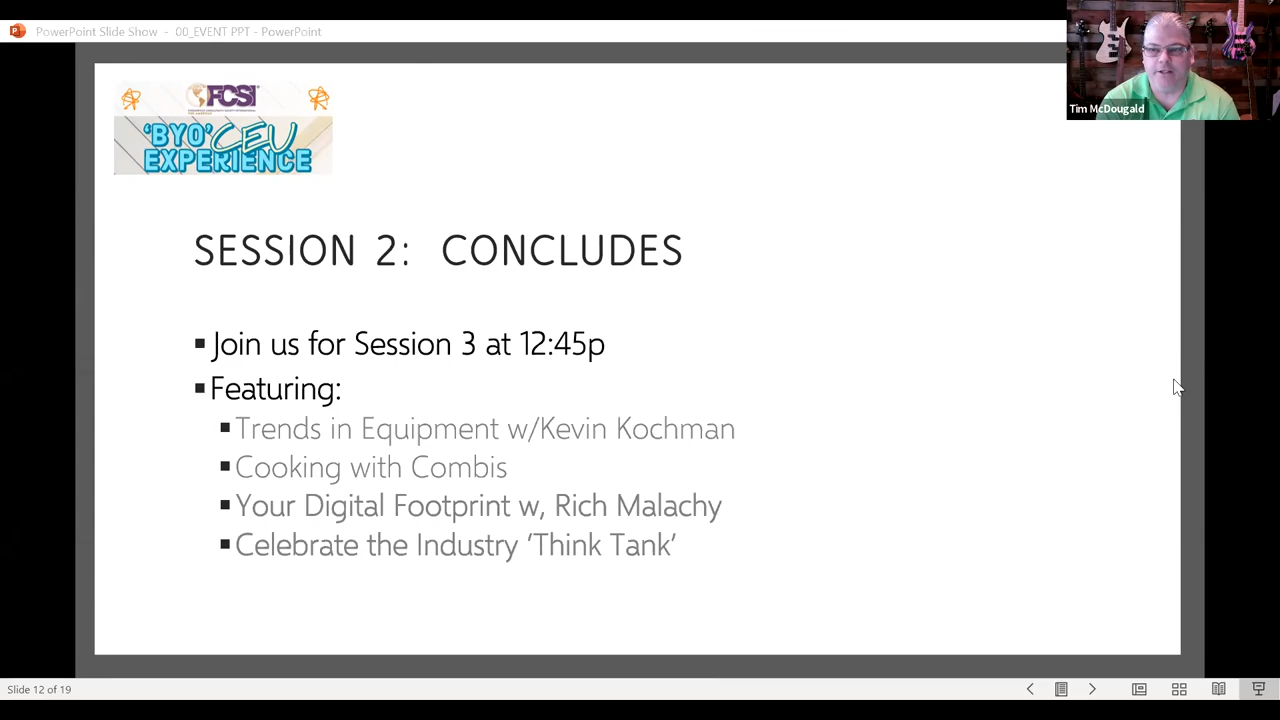 PowerPoint Slide Show - 00_EVENT PPT - PowerPoint
Tim McDougald
FCSI
'BYO' CEU
EXPERIENCE
SESSION 2: CONCLUDES
Join us for Session 3 at 12:45p
Featuring:
Trends in Equipment w/Kevin Kochman
Cooking with Combis
Your Digital Footprint w, Rich Malachy
Celebrate the Industry ‘Think Tank’
Slide 12 of 19